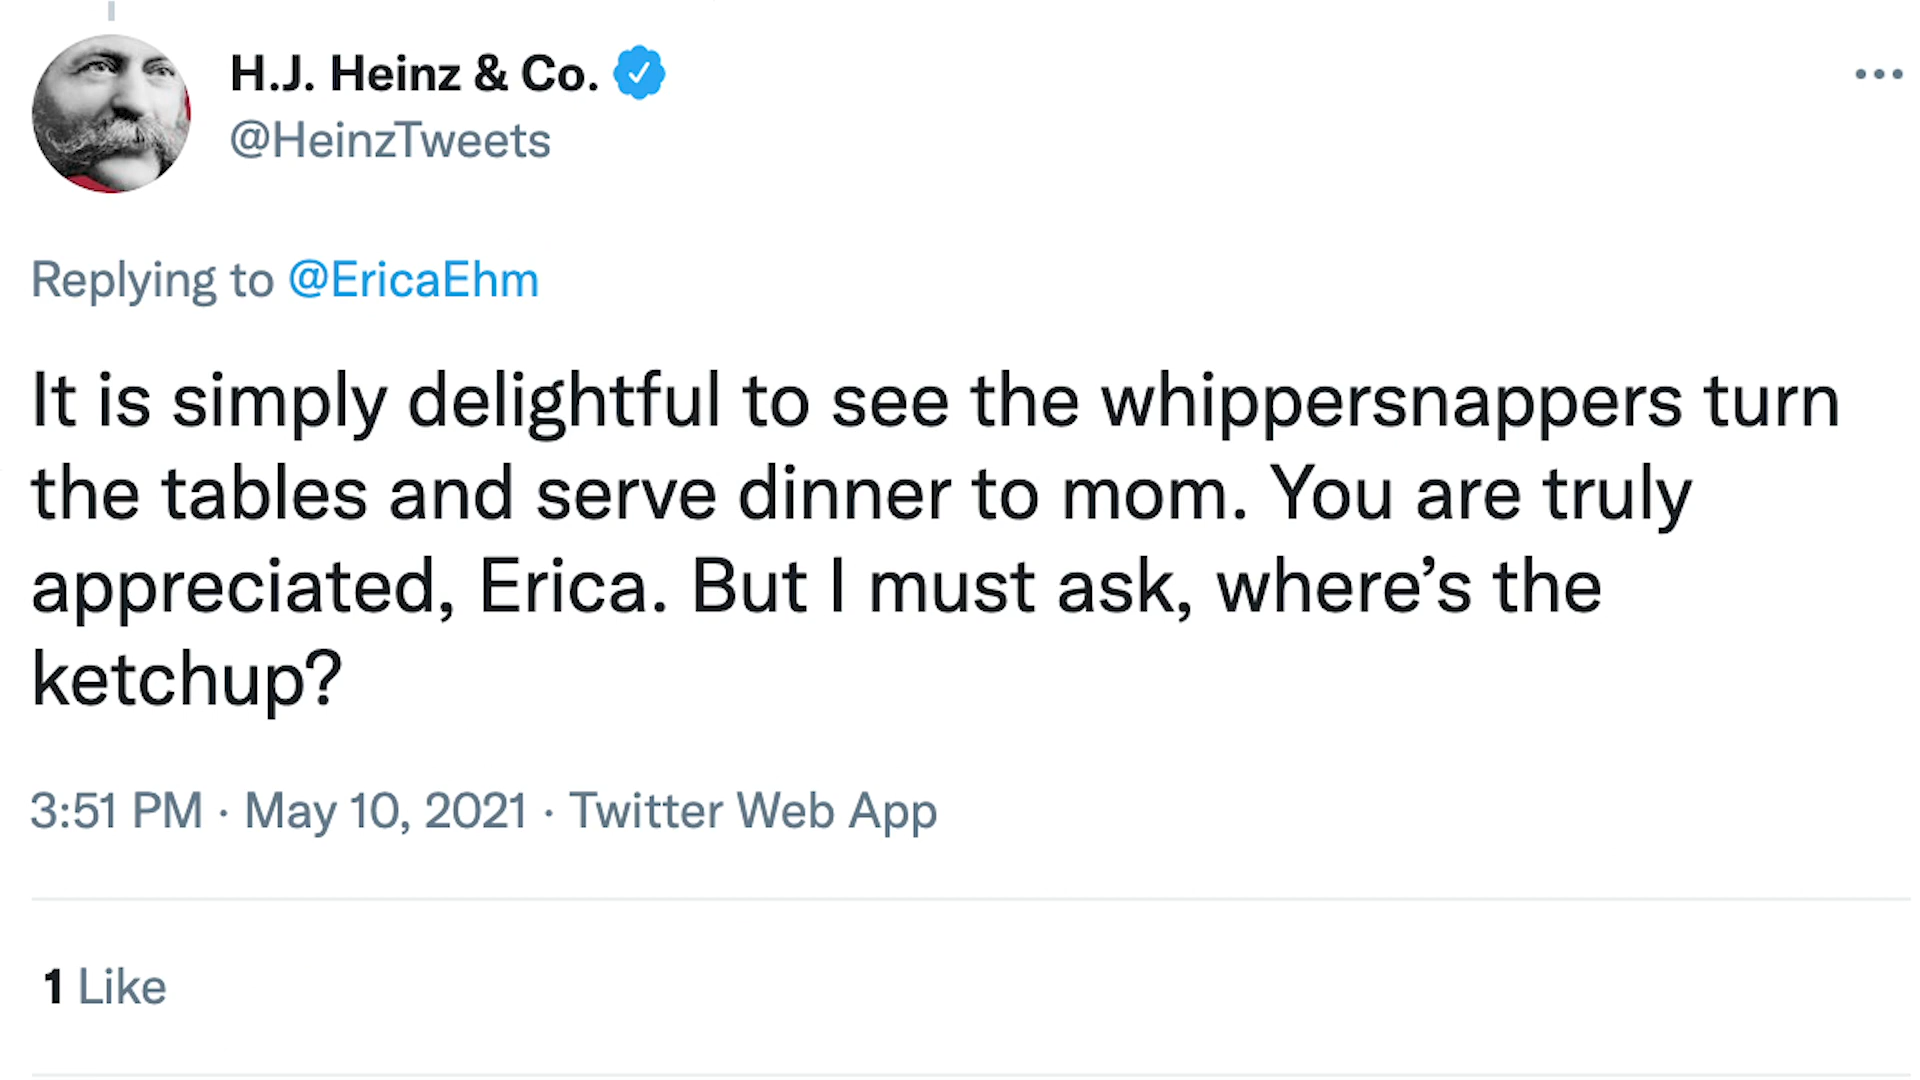 H.J. Heinz & Co.
@HeinzTweets
Replying to @EricaEhm
It is simply delightful to see the whippersnappers turn
the tables and serve dinner to mom. You are truly
appreciated, Erica. But I must ask, where’s the
ketchup?
3:51 PM · May 10, 2021 · Twitter Web App
1 Like